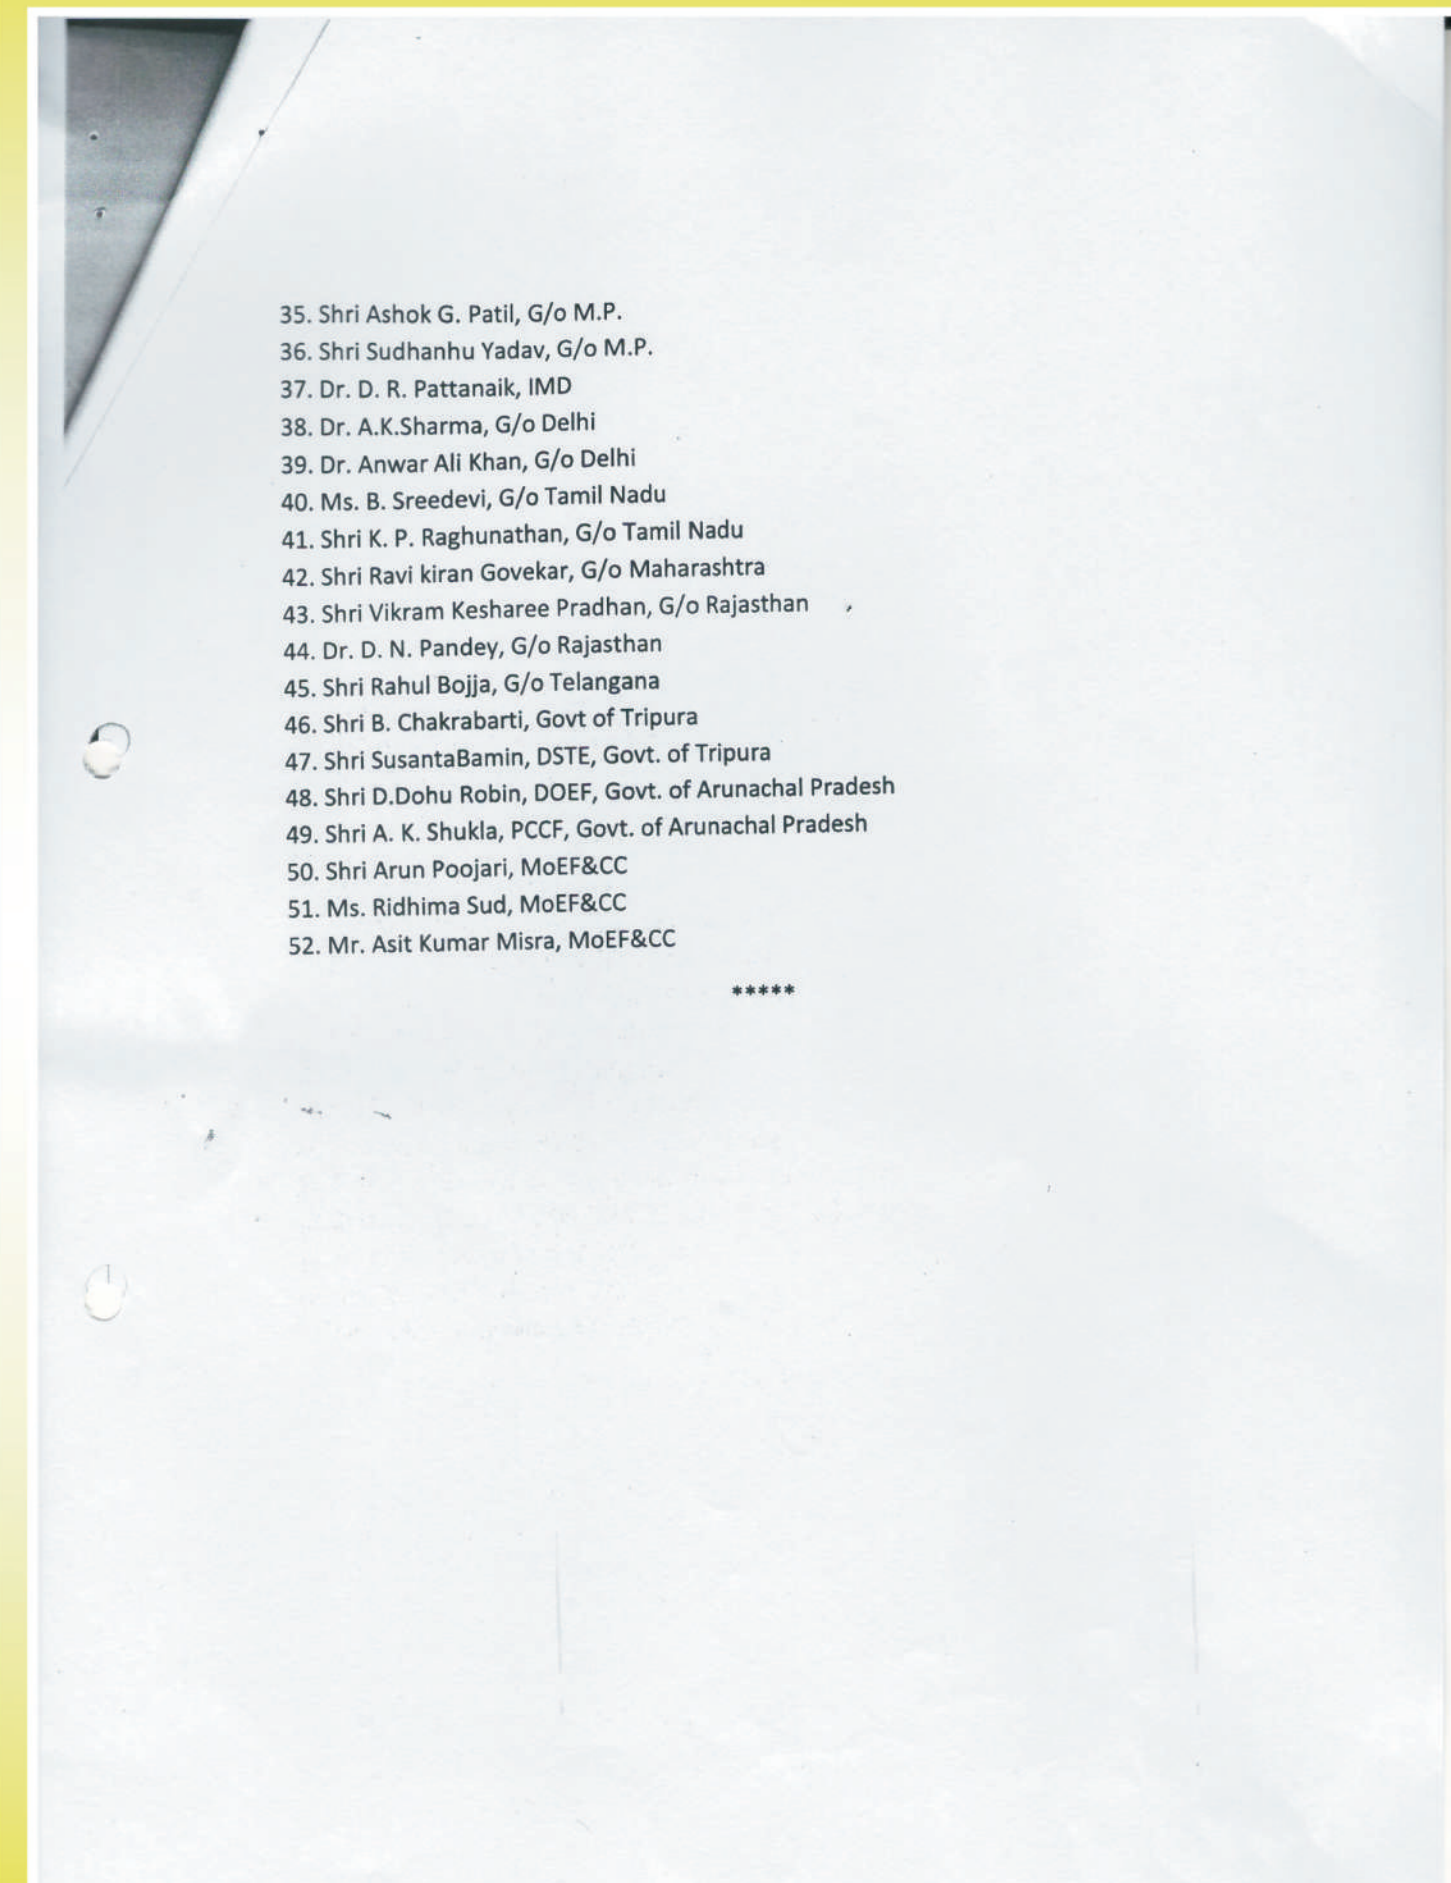 35. Shri Ashok G. Patil, G/o M.P.
36. Shri Sudhanhu Yadav, G/o M.P.
37. Dr. D. R. Pattanaik, IMD
38. Dr. A.K.Sharma, G/o Delhi
39. Dr. Anwar Ali Khan, G/o Delhi
40. Ms. B. Sreedevi, G/o Tamil Nadu
41. Shri K. P. Raghunathan, G/o Tamil Nadu
42. Shri Ravi kiran Govekar, G/o Maharashtra
43. Shri Vikram Kesharee Pradhan, G/o Rajasthan
44. Dr. D. N. Pandey, G/o Rajasthan
45. Shri Rahul Bojja, G/o Telangana
46. Shri B. Chakrabarti, Govt of Tripura
47. Shri SusantaBamin, DSTE, Govt. of Tripura
48. Shri D.Dohu Robin, DOEF, Govt. of Arunachal Pradesh
49. Shri A. K. Shukla, PCCF, Govt. of Arunachal Pradesh
50. Shri Arun Poojari, MoEF&CC
51. Ms. Ridhima Sud, MoEF&CC
52. Mr. Asit Kumar Misra, MoEF&CC
*****